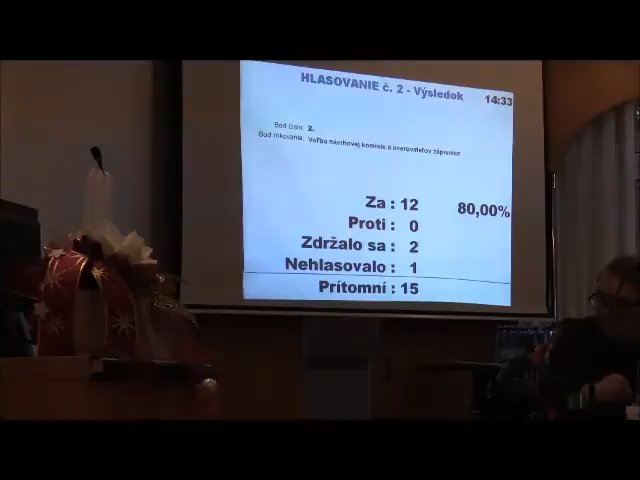 HLASOVANIE č. 2 - Výsledok 14:33
Bod číslo: 2.
Bod rokovania: Voľba návrhovej komisie a overovateľov zápisnice
Za : 12 80,00%
Proti : 0
Zdržalo sa : 2
Nehlasovalo : 1
Prítomní : 15